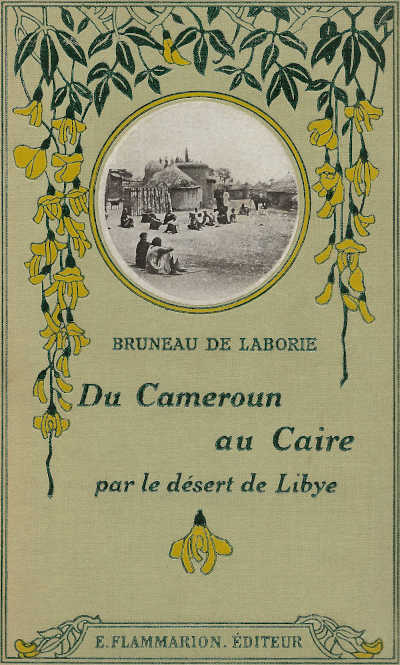 BRUNEAU DE LABORIE
Du Cameroun
au Caire
par le désert de Libye
E. FLAMMARION. ÉDITEUR